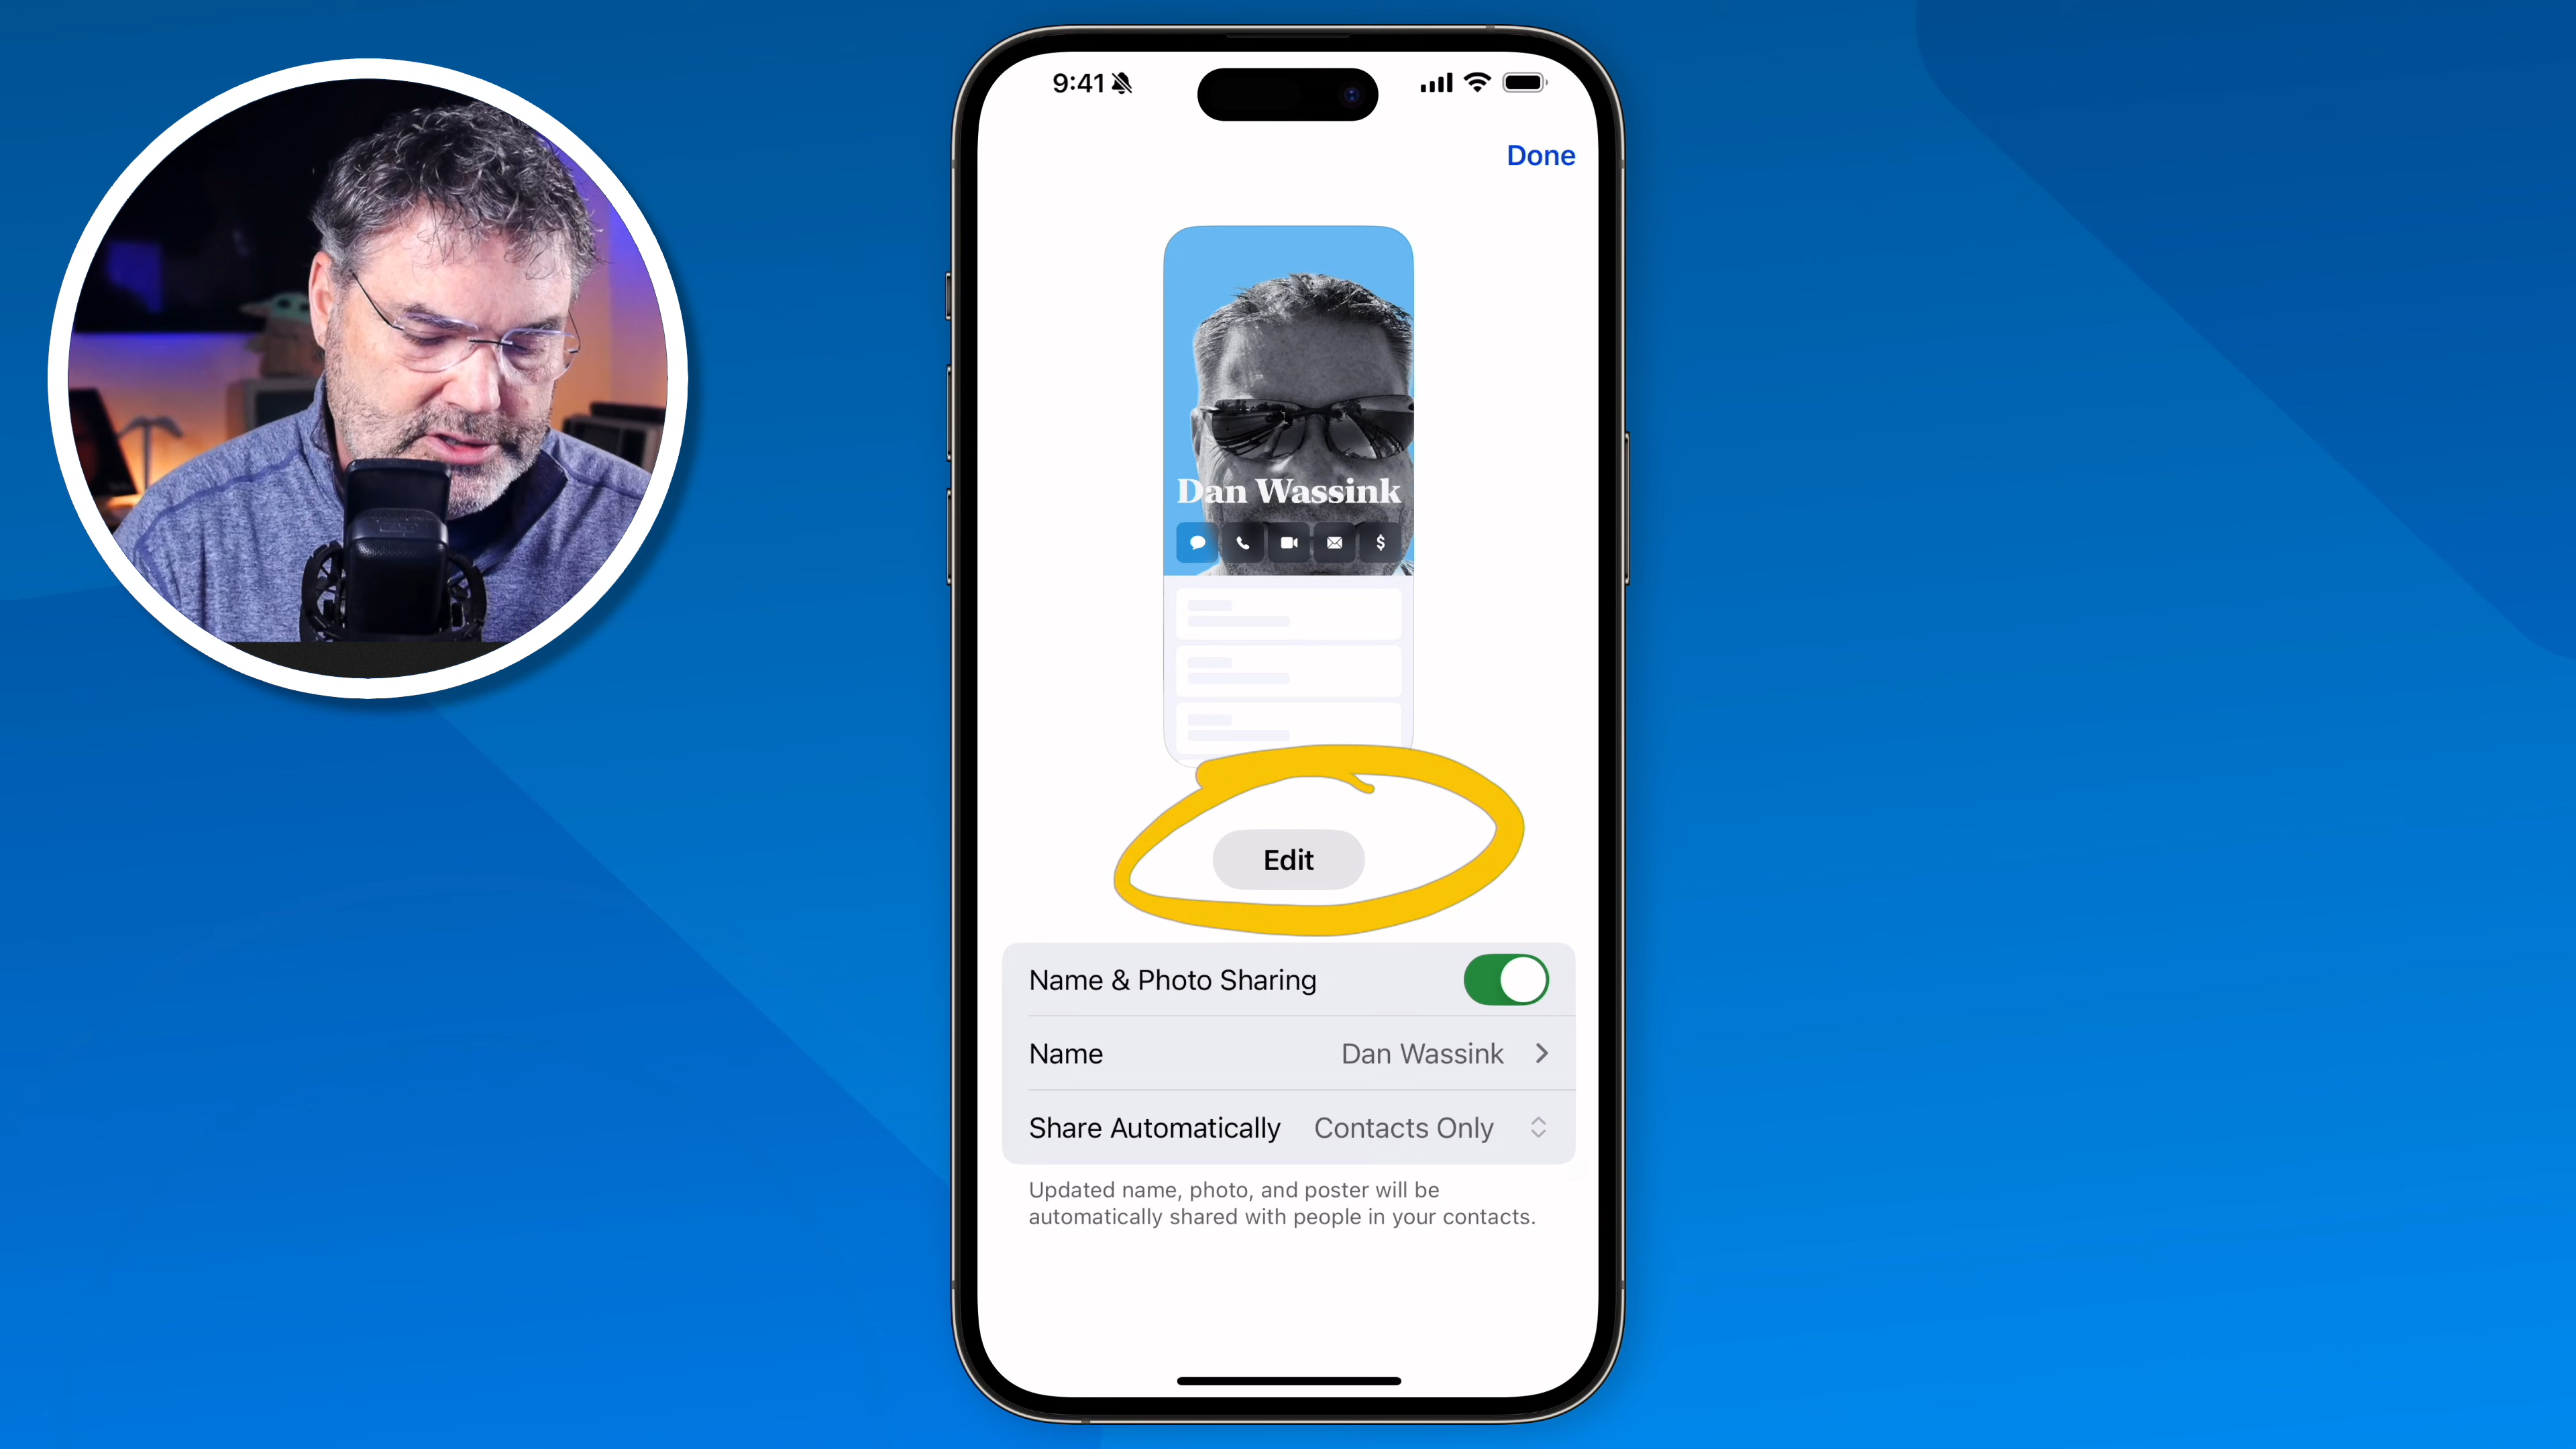 9:41
Done
Dan Wassink
$
Edit
Name & Photo Sharing
Name Dan Wassink
Share Automatically Contacts Only
Updated name, photo, and poster will be
automatically shared with people in your contacts.